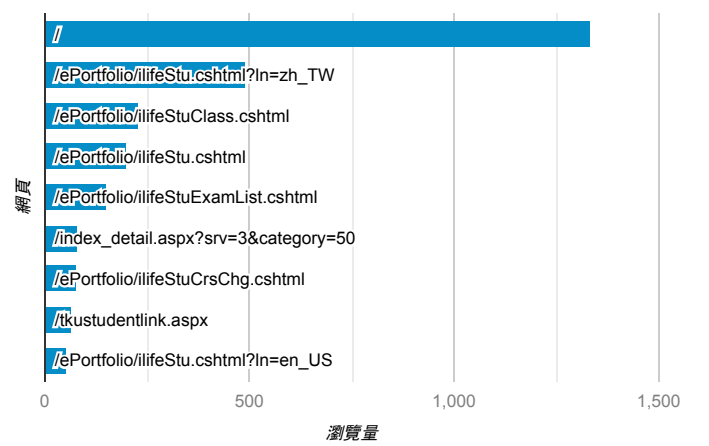 /
/ePortfolio/ilifeStu.cshtml?ln=zh_TW
/ePortfolio/ilifeStuClass.cshtml
/ePortfolio/ilifeStu.cshtml
/ePortfolio/ilifeStuExamList.cshtml
/index_detail.aspx?srv=3&category=50
/ePortfolio/ilifeStuCrsChg.cshtml
/tkustudentlink.aspx
/ePortfolio/ilifeStu.cshtml?ln=en_US
網頁
0 500 1,000 1,500
瀏覽量